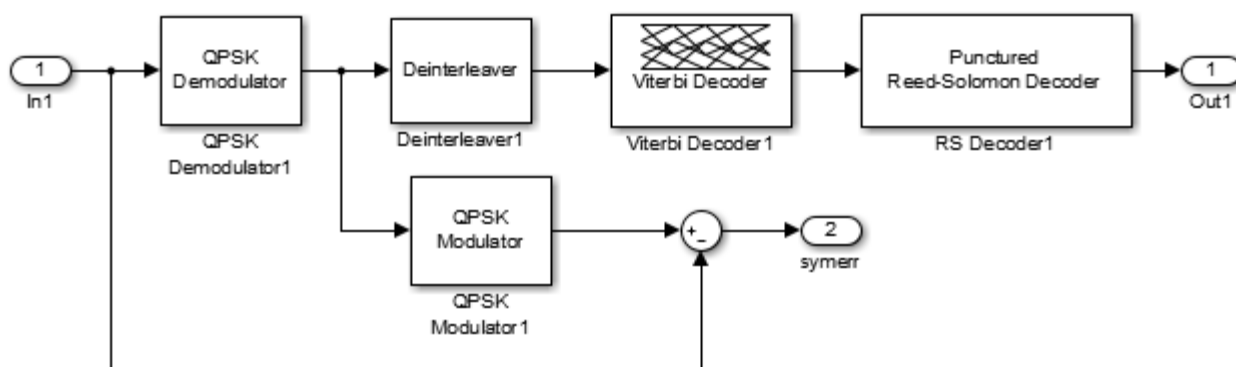 1
In1
QPSK
Demodulator
QPSK
Demodulator1
Deinterleaver
Deinterleaver1
Viterbi Decoder
Viterbi Decoder1
Punctured
Reed-Solomon Decoder
RS Decoder1
1
Out1
QPSK
Modulator
QPSK
Modulator1
+
−
2
symerr